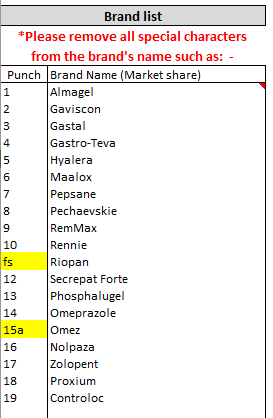 Brand list
*Please remove all special characters
from the brand's name such as: -
Punch Brand Name (Market share)
1 Almagel
2 Gaviscon
3 Gastal
4 Gastro-Teva
5 Hyalera
6 Maalox
7 Pepsane
8 Pechaevskie
9 RemMax
10 Rennie
fs Riopan
12 Secrepat Forte
13 Phosphalugel
14 Omeprazole
15a Omez
16 Nolpaza
17 Zolopent
18 Proxium
19 Controloc